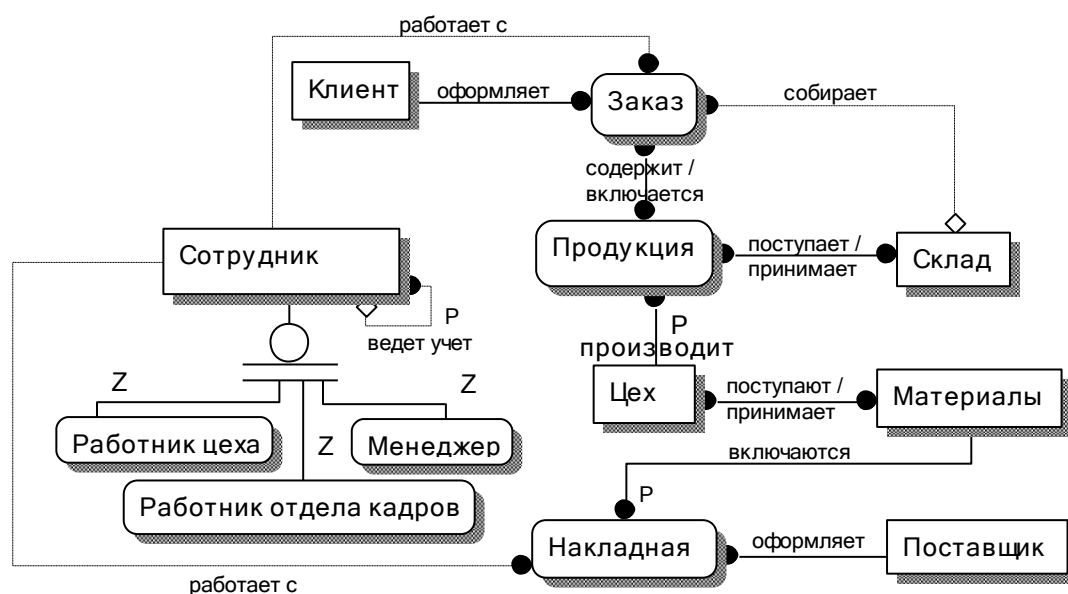 работает с
Клиент
оформляет
Заказ
собирает
содержит /
включается
Сотрудник
Продукция
поступает /
принимает
Склад
P
ведет учет
P
производит
Цех
поступают /
принимает
Материалы
Z
Z
Работник цеха
Z
Менеджер
включаются
Работник отдела кадров
P
Накладная
оформляет
Поставщик
работает с